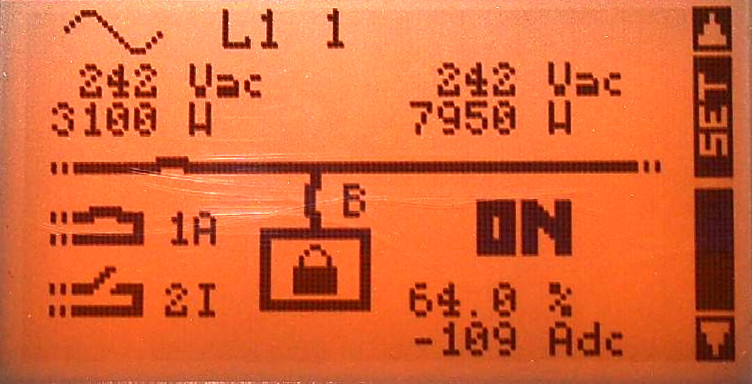 L1 1
242 Vac 242 Vac
3100 W 7950 W
SET
B
1A ON
2I 64.0 %
-109 Adc